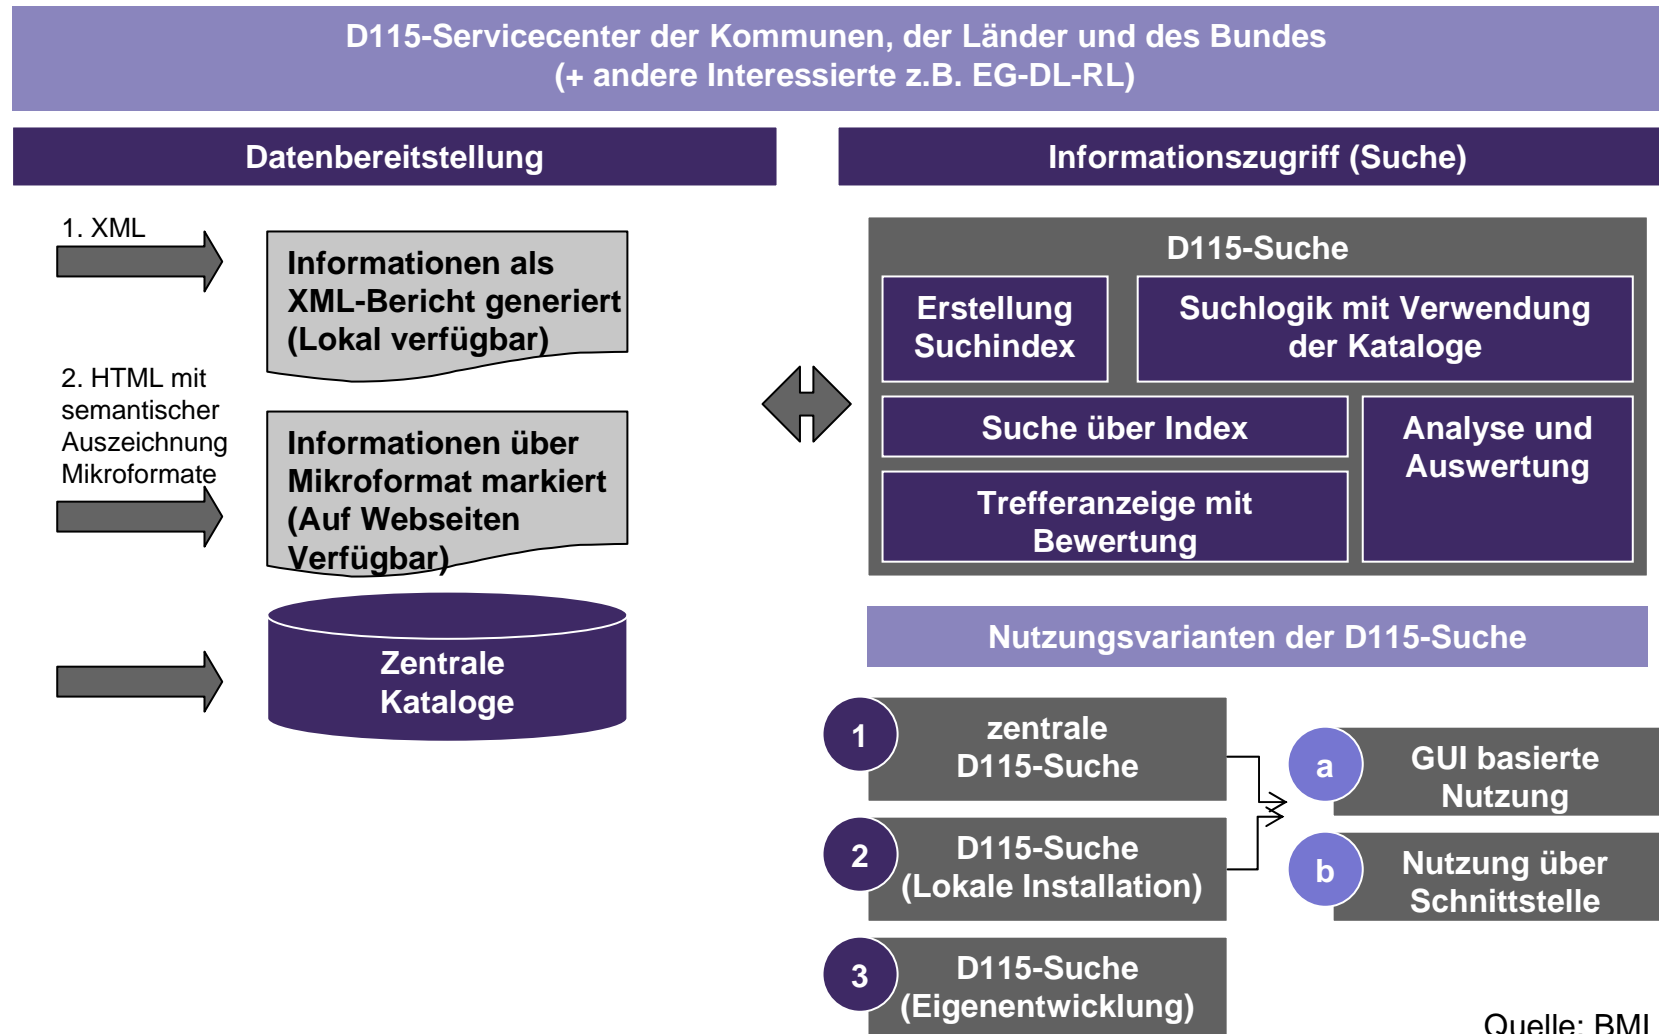 D115-Servicecenter der Kommunen, der Länder und des Bundes
(+ andere Interessierte z.B. EG-DL-RL)
Datenbereitstellung
1. XML
Informationen als
XML-Bericht generiert
(Lokal verfügbar)
2. HTML mit
semantischer
Auszeichnung
Mikroformate
Informationen über
Mikroformat markiert
(Auf Webseiten
Verfügbar)
Zentrale
Kataloge
Informationszugriff (Suche)
D115-Suche
Erstellung
Suchindex
Suchlogik mit Verwendung
der Kataloge
Suche über Index
Analyse und
Auswertung
Trefferanzeige mit
Bewertung
Nutzungsvarianten der D115-Suche
1
zentrale
D115-Suche
2
D115-Suche
(Lokale Installation)
3
D115-Suche
(Eigenentwicklung)
a
GUI basierte
Nutzung
b
Nutzung über
Schnittstelle
Quelle: BMI